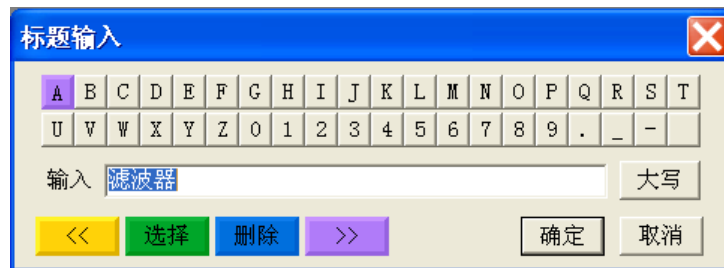 标题输入
A B C D E F G H I J K L M N O P Q R S T
U V W X Y Z 0 1 2 3 4 5 6 7 8 9 . _ -
输入 滤波器 大写
<< 选择 删除 >> 确定 取消